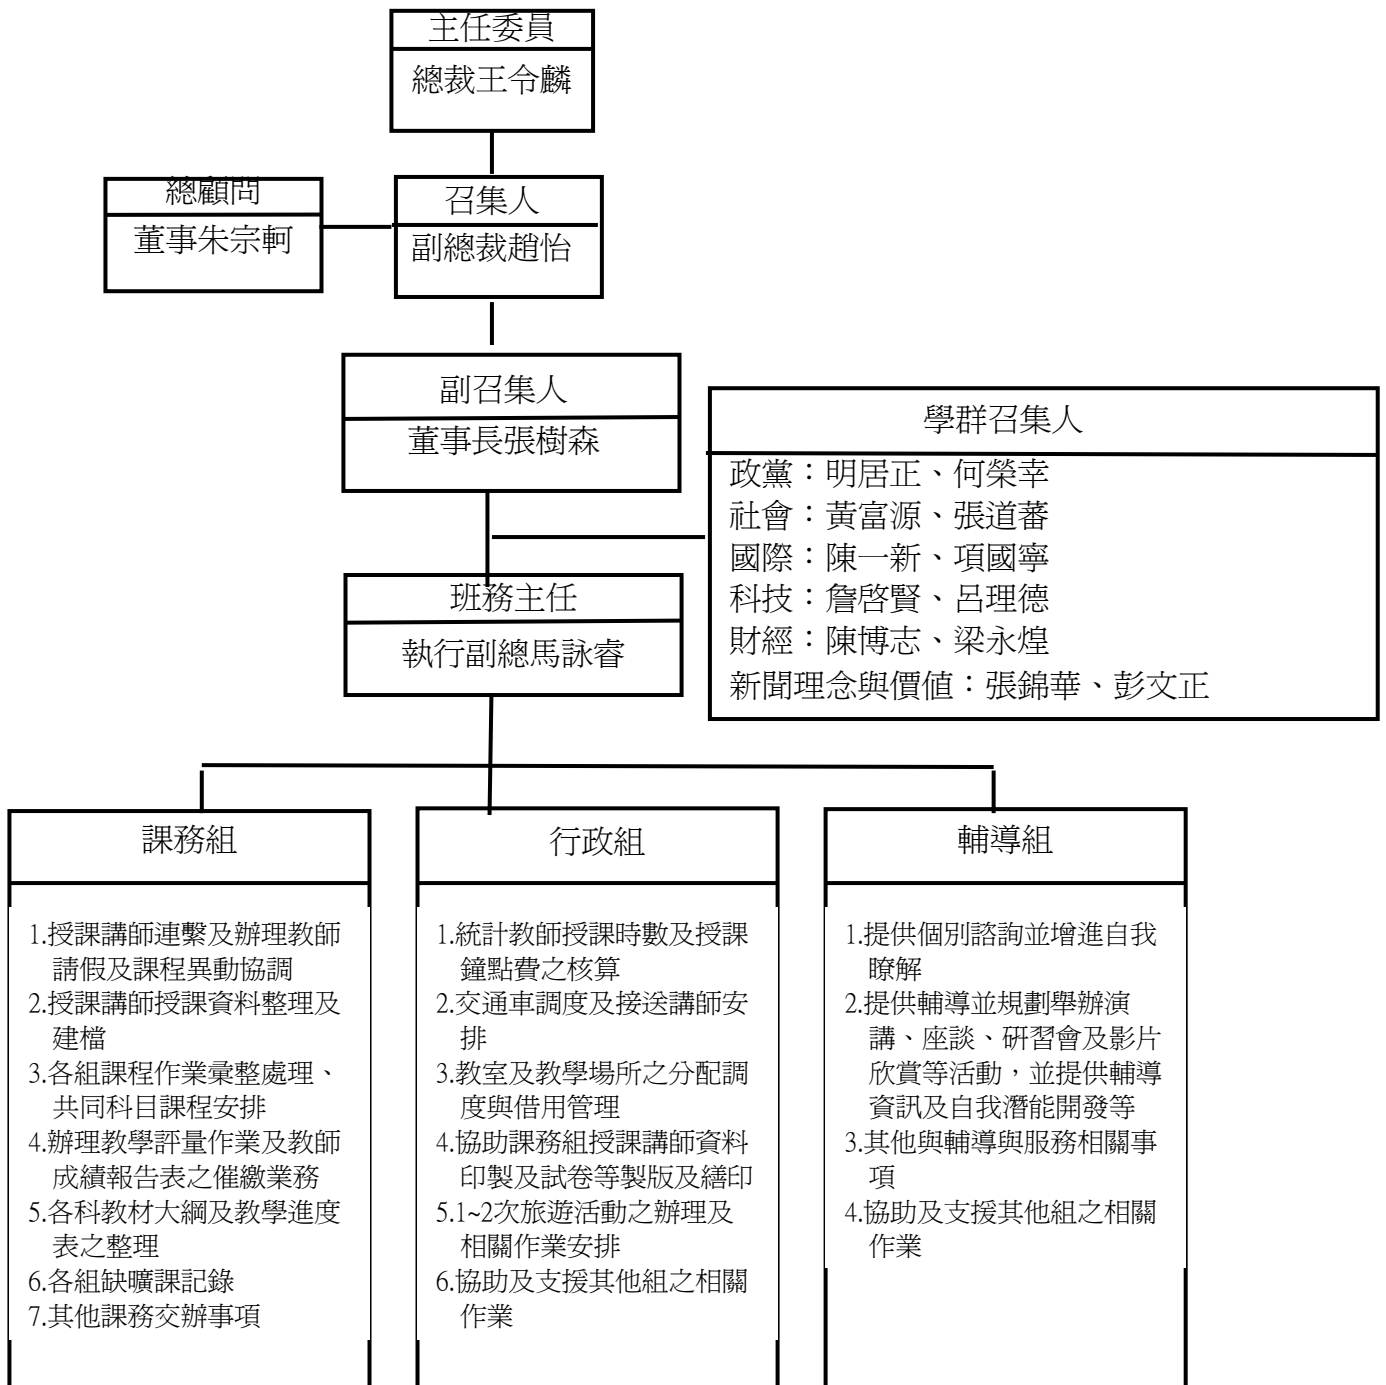 主任委員
總裁王令麟
總顧問
董事朱宗軻
召集人
副總裁趙怡
副召集人
董事長張樹森
學群召集人
政黨：明居正、何榮幸
社會：黃富源、張道蕃
國際：陳一新、項國寧
科技：詹啓賢、呂理德
財經：陳博志、梁永煌
新聞理念與價值：張錦華、彭文正
班務主任
執行副總馬詠睿
課務組
1.授課講師連繫及辦理教師
請假及課程異動協調
2.授課講師授課資料整理及
建檔
3.各組課程作業彙整處理、
共同科目課程安排
4.辦理教學評量作業及教師
成績報告表之催繳業務
5.各科教材大綱及教學進度
表之整理
6.各組缺曠課記錄
7.其他課務交辦事項
行政組
1.統計教師授課時數及授課
鐘點費之核算
2.交通車調度及接送講師安
排
3.教室及教學場所之分配調
度與借用管理
4.協助課務組授課講師資料
印製及試卷等製版及繕印
5.1~2次旅遊活動之辦理及
相關作業安排
6.協助及支援其他組之相關
作業
輔導組
1.提供個別諮詢並增進自我
瞭解
2.提供輔導並規劃舉辦演
講、座談、研習會及影片
欣賞等活動，並提供輔導
資訊及自我潛能開發等
3.其他與輔導與服務相關事
項
4.協助及支援其他組之相關
作業